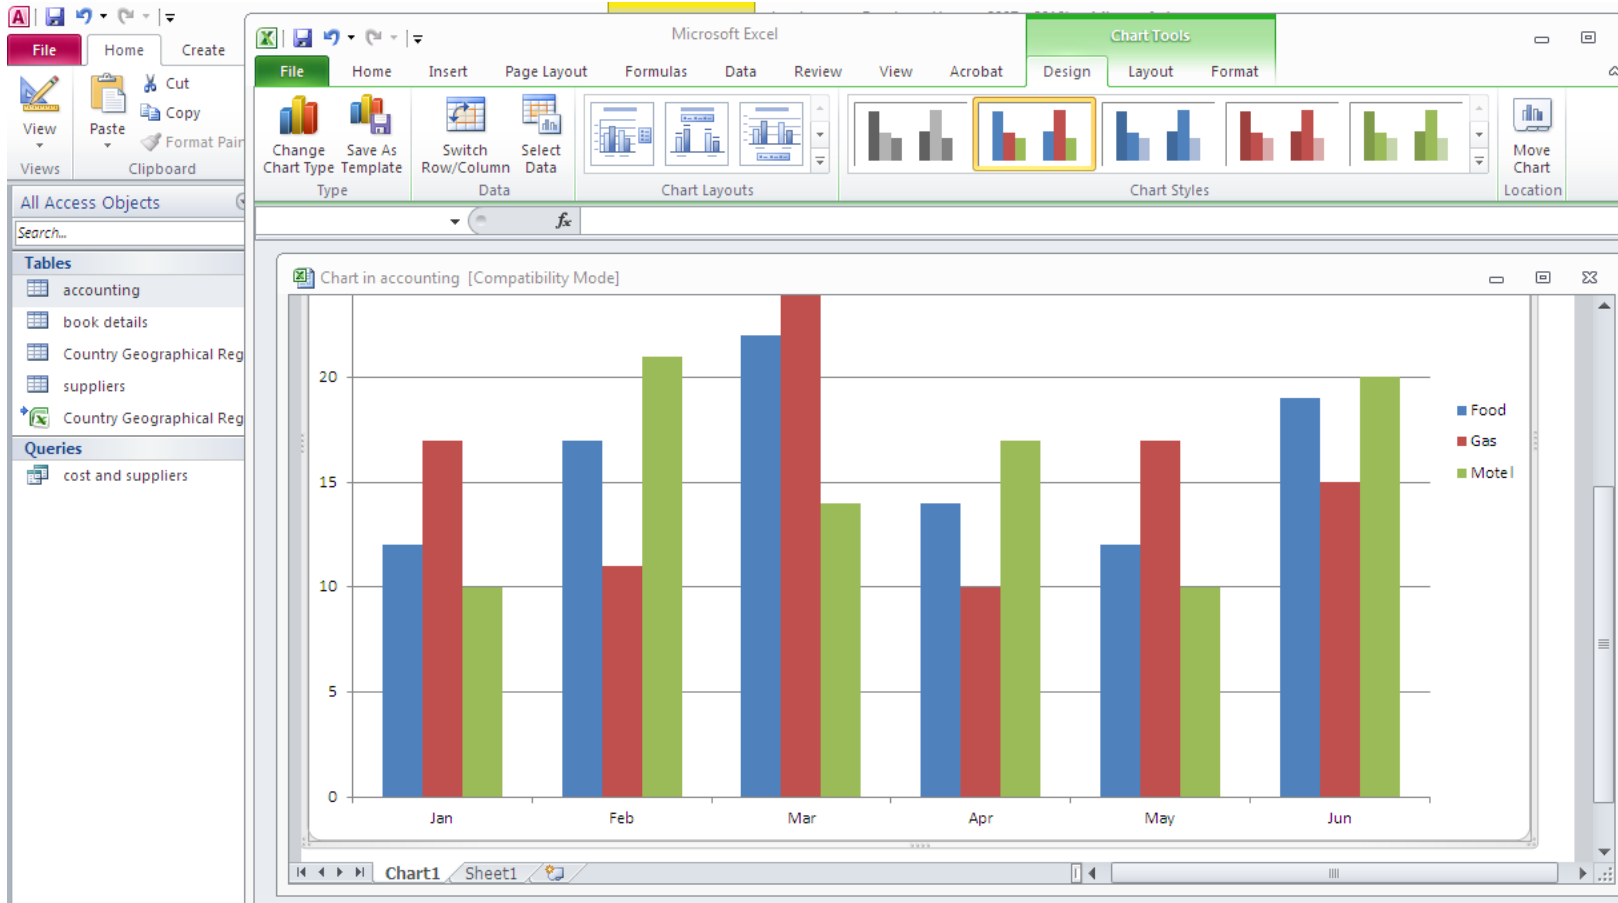 Microsoft Excel
Chart Tools
File
Home
Create
File
Home
Insert
Page Layout
Formulas
Data
Review
View
Acrobat
Design
Layout
Format
View
Paste
Cut
Copy
Format Pain
Views
Clipboard
Change
Chart Type
Save As
Template
Switch
Row/Column
Select
Data
Move
Chart
Type
Data
Chart Layouts
Chart Styles
Location
All Access Objects
Search...
fx
Tables
accounting
book details
Country Geographical Reg
suppliers
Country Geographical Reg
Queries
cost and suppliers
Chart in accounting [Compatibility Mode]
20
15
10
5
0
Jan
Feb
Mar
Apr
May
Jun
Food
Gas
Motel
Chart1
Sheet1